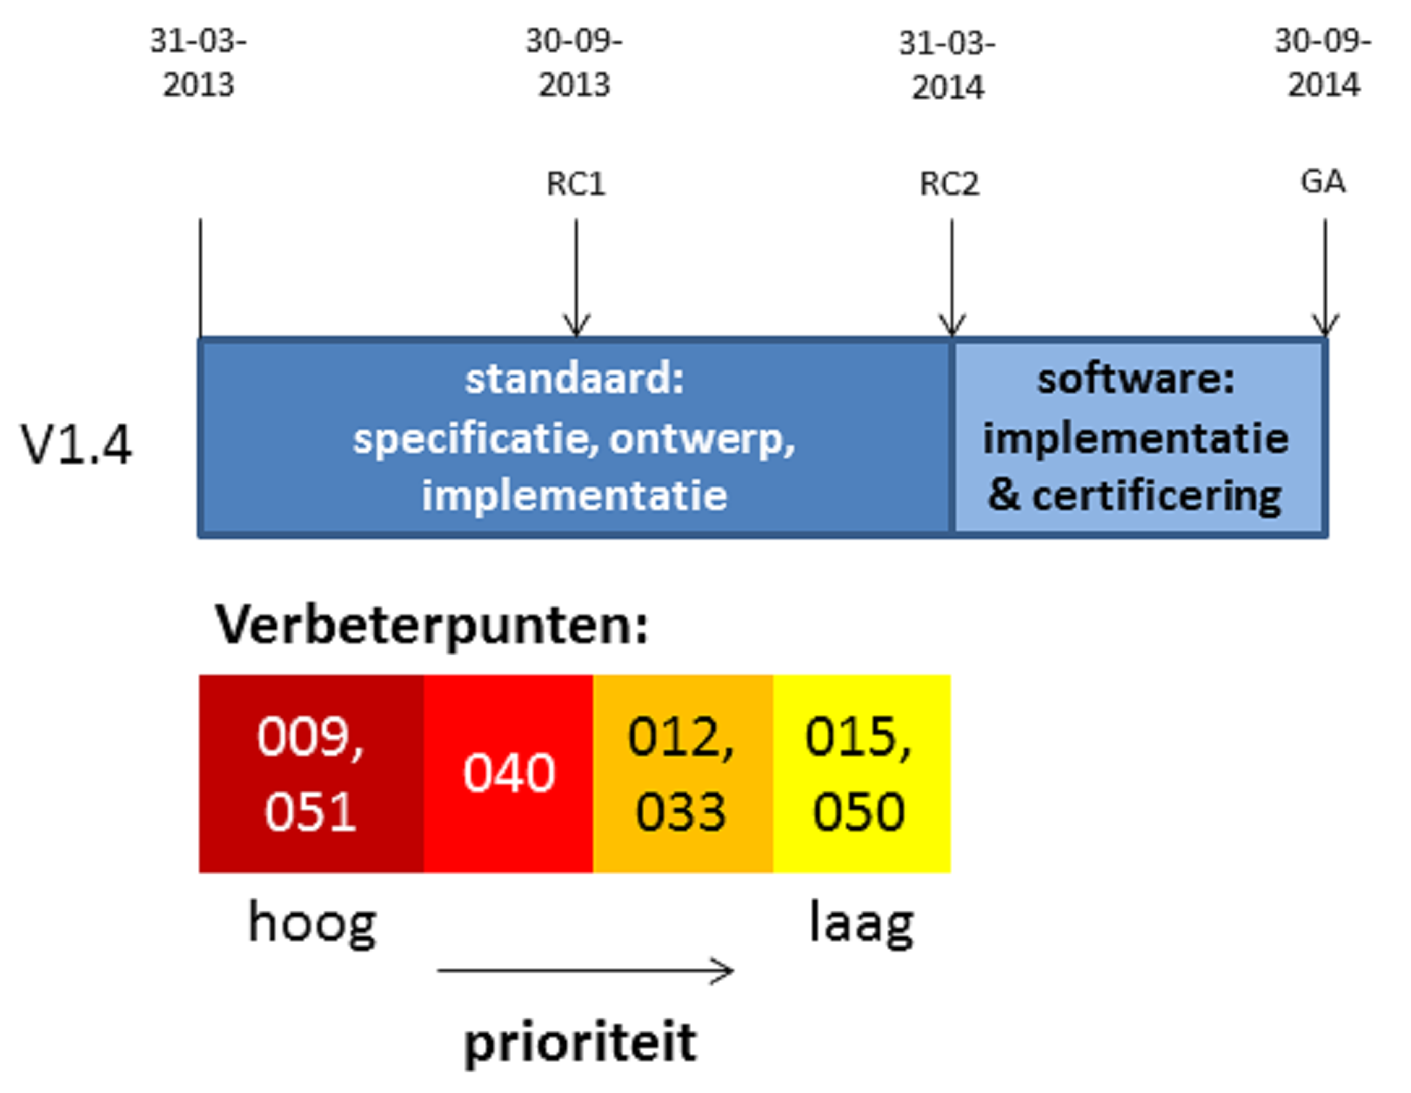 31-03-
2013
30-09-
2013
31-03-
2014
30-09-
2014
RC1
RC2
GA
V1.4
standaard:
specificatie, ontwerp,
implementatie
software:
implementatie
& certificering
Verbeterpunten:
009,
051
040
012,
033
015,
050
hoog
laag
prioriteit